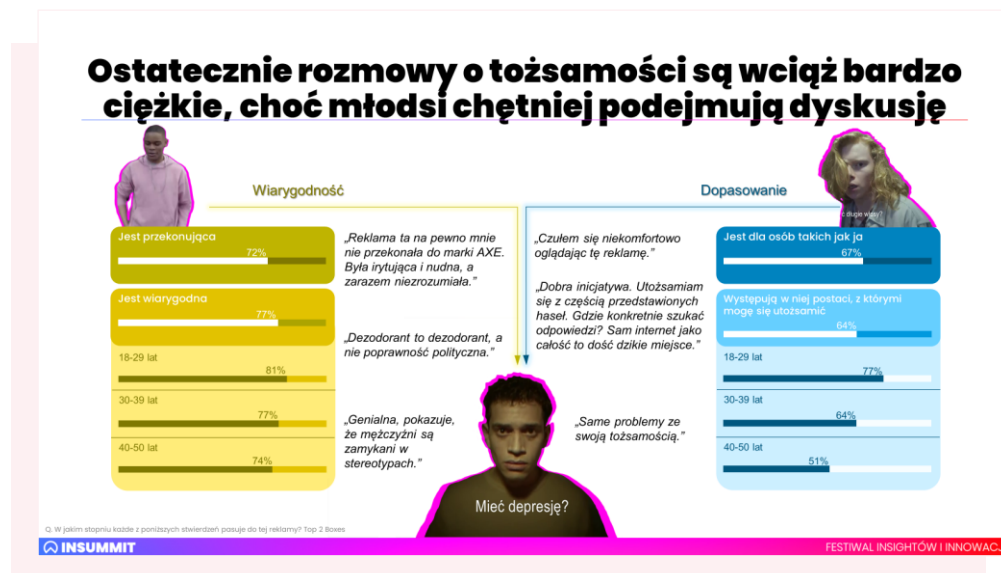 Ostatecznie rozmowy o tożsamości są wciąż bardzo
ciężkie, choć młodsi chętniej podejmują dyskusję
Wiarygodność
Jest przekonująca
72%
Jest wiarygodna
77%
18-29 lat
81%
30-39 lat
77%
40-50 lat
74%
„Reklama ta na pewno mnie
nie przekonała do marki AXE.
Była irytująca i nudna, a
zarazem niezrozumiała.”
„Dezodorant to dezodorant, a
nie poprawność polityczna.”
„Genialna, pokazuje,
że mężczyźni są
zamykani w
stereotypach.”
Dopasowanie
„Czułem się niekomfortowo
oglądając tę reklamę.”
„Dobra inicjatywa. Utożsamiam
się z częścią przedstawionych
haseł. Gdzie konkretnie szukać
odpowiedzi? Sam internet jako
całość to dość dzikie miejsce.”
„Same problemy ze
swoją tożsamością.”
długie włosy?
Jest dla osób takich jak ja
67%
Występują w niej postaci, z którymi
mogę się utożsamić
64%
18-29 lat
77%
30-39 lat
64%
40-50 lat
51%
Mieć depresję?
Q. W jakim stopniu każde z poniższych stwierdzeń pasuje do tej reklamy? Top 2 Boxes
INSUMMIT
FESTIWAL INSIGHTÓW I INNOWACJ